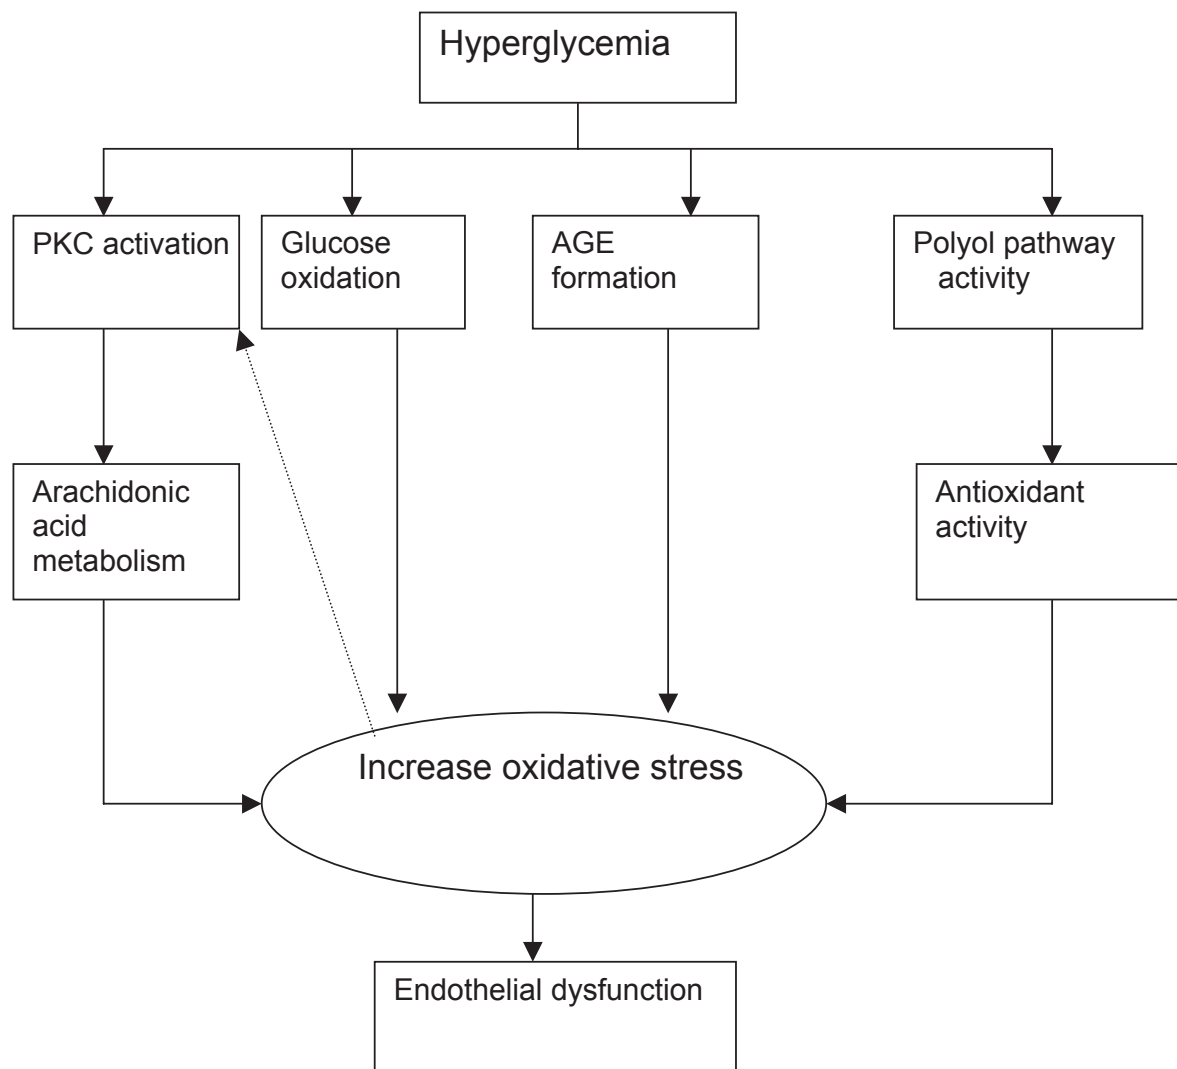 Hyperglycemia
PKC activation
Glucose
oxidation
AGE
formation
Polyol pathway
activity
Arachidonic
acid
metabolism
Antioxidant
activity
Increase oxidative stress
Endothelial dysfunction